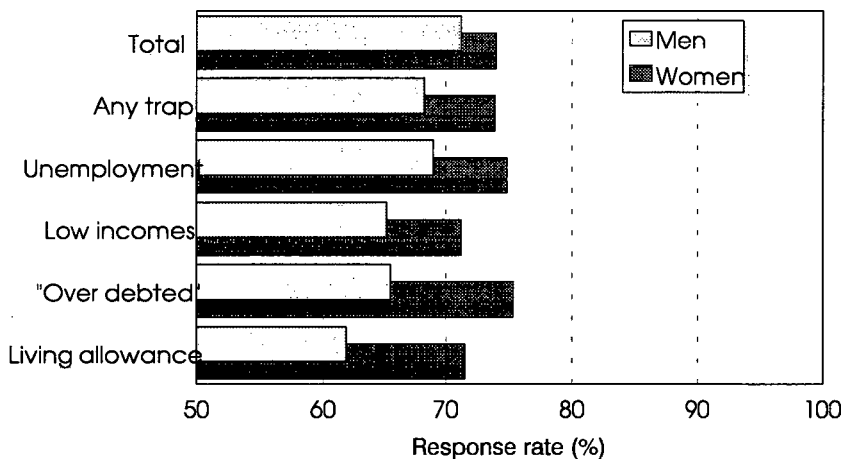 Total
Any trap
Unemployment
Low incomes
"Over debted"
Living allowance
Men
Women
50 60 70 80 90 100
Response rate (%)